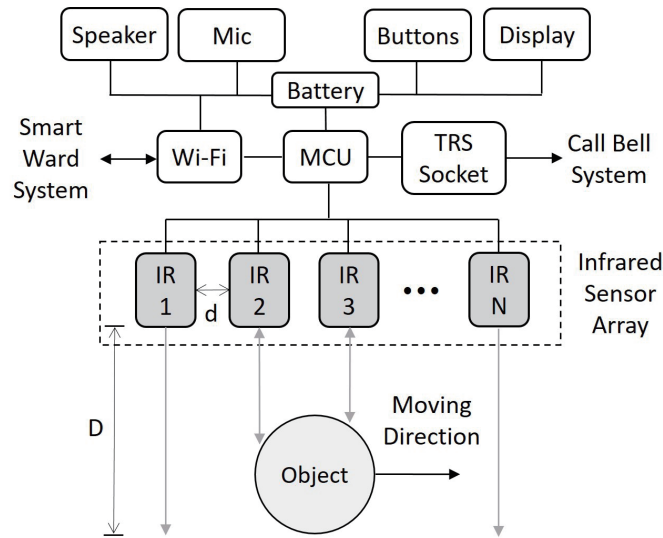 Speaker
Mic
Buttons
Display
Battery
Smart
Ward
System
Wi-Fi
MCU
TRS
Socket
Call Bell
System
IR
1
d
IR
2
IR
3
•••
IR
N
Infrared
Sensor
Array
D
Object
Moving
Direction